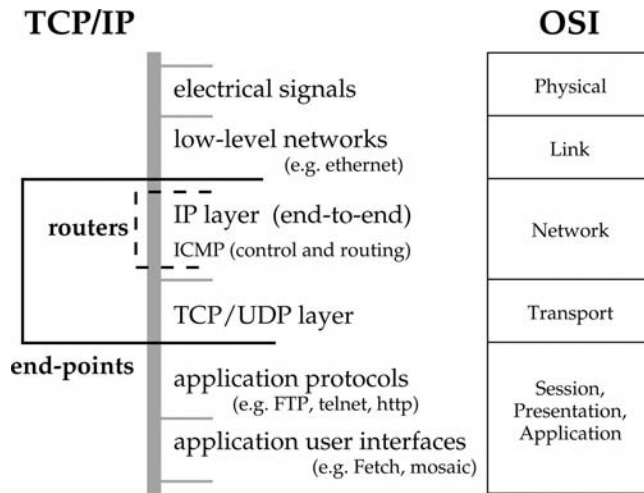 TCP/IP
OSI
electrical signals
Physical
low-level networks
(e.g. ethernet)
Link
routers
IP layer (end-to-end)
ICMP (control and routing)
Network
TCP/UDP layer
Transport
end-points
application protocols
(e.g. FTP, telnet, http)
application user interfaces
(e.g. Fetch, mosaic)
Session,
Presentation,
Application